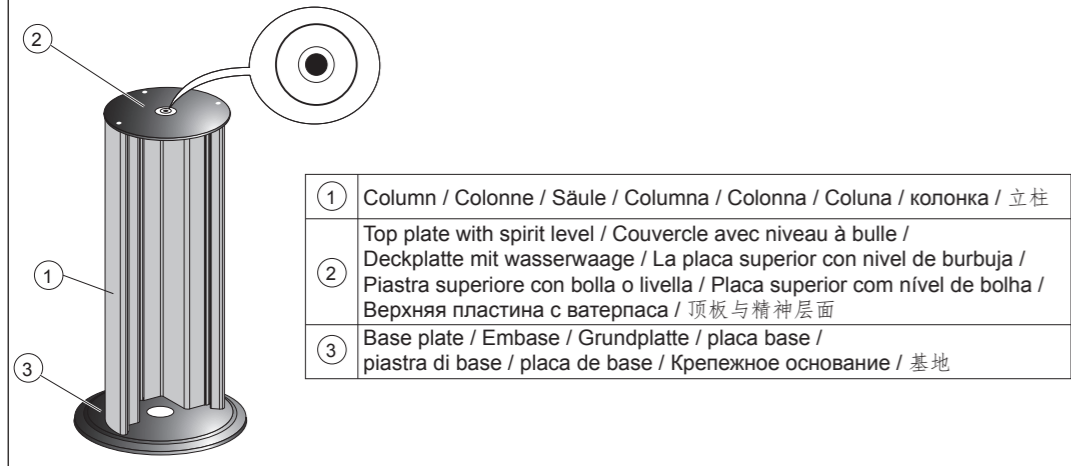 2
1
3
1 Column / Colonne / Säule / Columna / Colonna / Coluna / колонка / 立柱
2 Top plate with spirit level / Couvercle avec niveau à bulle /
Deckplatte mit wasserwaage / La placa superior con nivel de burbuja /
Piastra superiore con bolla o livella / Placa superior com nível de bolha /
Верхняя пластина с ватерпаса / 顶板与精神层面
3 Base plate / Embase / Grundplatte / placa base /
piastra di base / placa de base / Крепежное основание / 基地